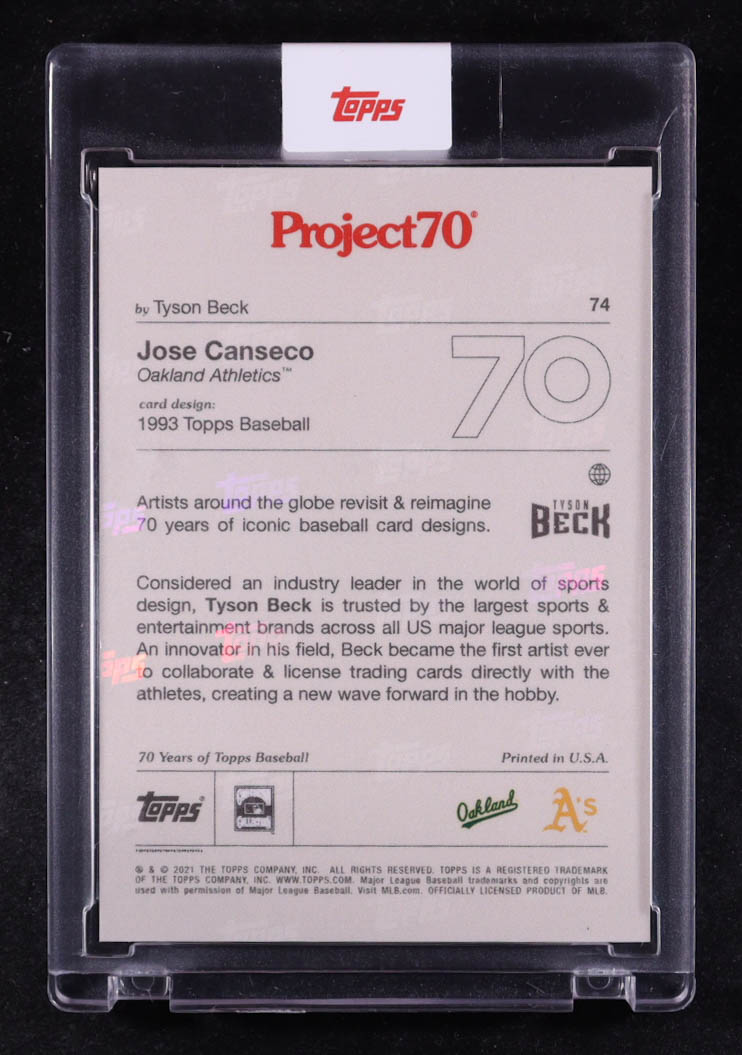 TOPPS
Project70®
by Tyson Beck 74
Jose Canseco
Oakland Athletics™
card design:
1993 Topps Baseball
70
Artists around the globe revisit & reimagine
70 years of iconic baseball card designs.
TYSON
BECK
Considered an industry leader in the world of sports
design, Tyson Beck is trusted by the largest sports &
entertainment brands across all US major league sports.
An innovator in his field, Beck became the first artist ever
to collaborate & license trading cards directly with the
athletes, creating a new wave forward in the hobby.
70 Years of Topps Baseball Printed in U.S.A.
TOPPS®
Oakland A's
® & © 2021 THE TOPPS COMPANY, INC. ALL RIGHTS RESERVED. TOPPS IS A REGISTERED TRADEMARK
OF THE TOPPS COMPANY, INC. WWW.TOPPS.COM. Major League Baseball trademarks and copyrights are
used with permission of Major League Baseball. Visit MLB.com. OFFICIALLY LICENSED PRODUCT OF MLB.